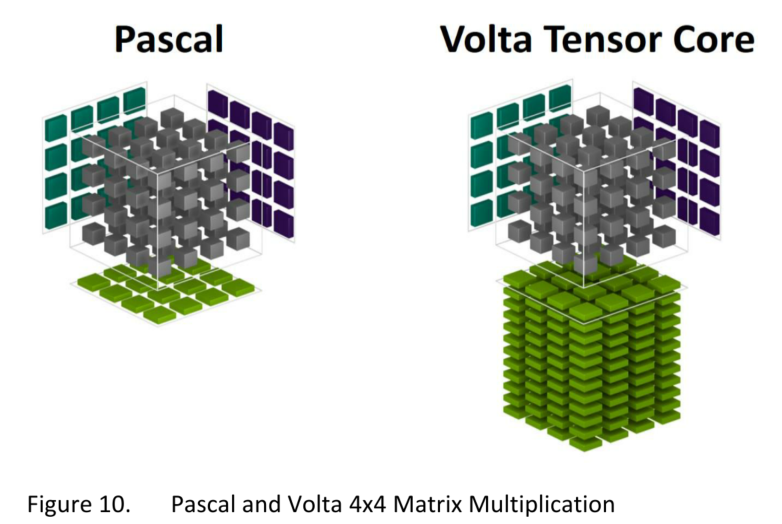 Pascal
Volta Tensor Core
Figure 10. Pascal and Volta 4x4 Matrix Multiplication